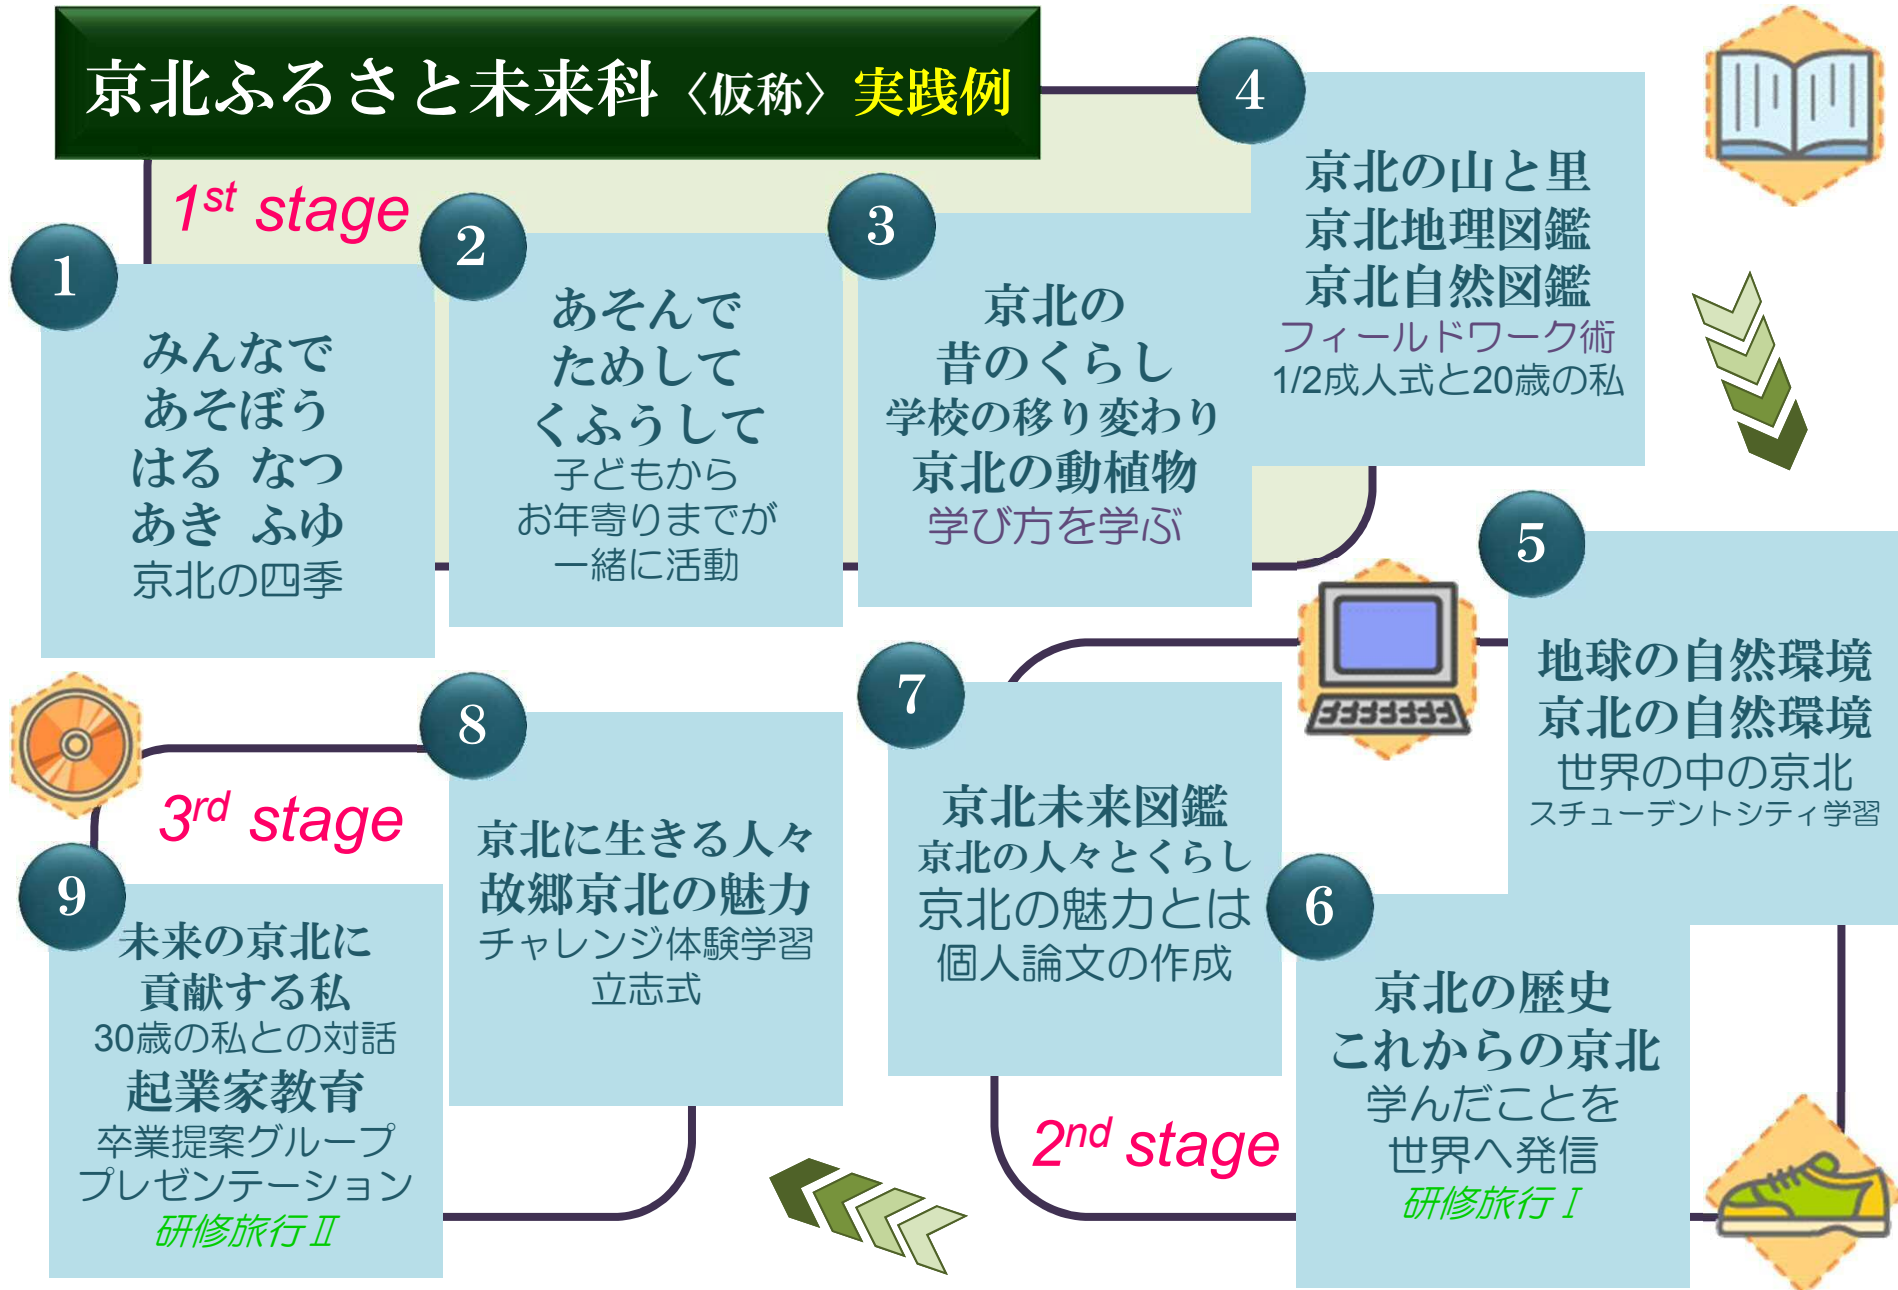 京北ふるさと未来科〈仮称〉実践例
1st stage
1
みんなで
あそぼう
はる なつ
あき ふゆ
京北の四季
2
あそんで
ためして
くふうして
子どもから
お年寄りまでが
一緒に活動
3
京北の
昔のくらし
学校の移り変わり
京北の動植物
学び方を学ぶ
4
京北の山と里
京北地理図鑑
京北自然図鑑
フィールドワーク術
1/2成人式と20歳の私
5
地球の自然環境
京北の自然環境
世界の中の京北
スチューデントシティ学習
6
京北の歴史
これからの京北
学んだことを
世界へ発信
研修旅行Ⅰ
2nd stage
7
京北未来図鑑
京北の人々とくらし
京北の魅力とは
個人論文の作成
8
京北に生きる人々
故郷京北の魅力
チャレンジ体験学習
立志式
3rd stage
9
未来の京北に
貢献する私
30歳の私との対話
起業家教育
卒業提案グループ
プレゼンテーション
研修旅行Ⅱ